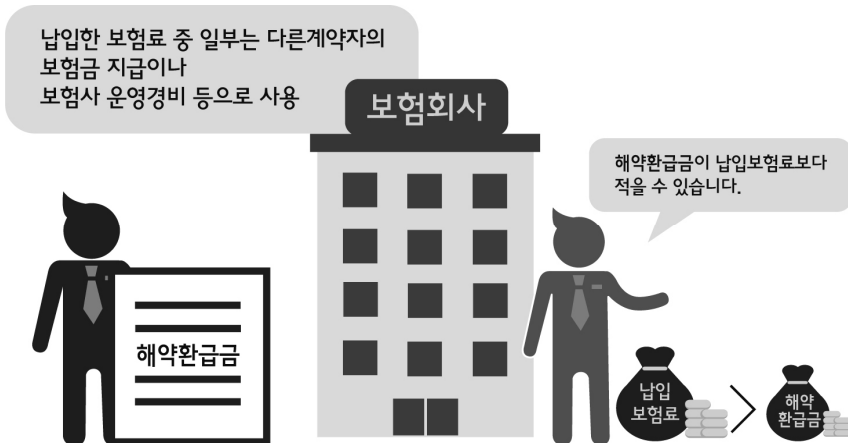 납입한 보험료 중 일부는 다른계약자의
보험금 지급이나
보험사 운영경비 등으로 사용
보험회사
해약환급금이 납입보험료보다
적을 수 있습니다.
해약환급금
납입
보험료
>
해약
환급금